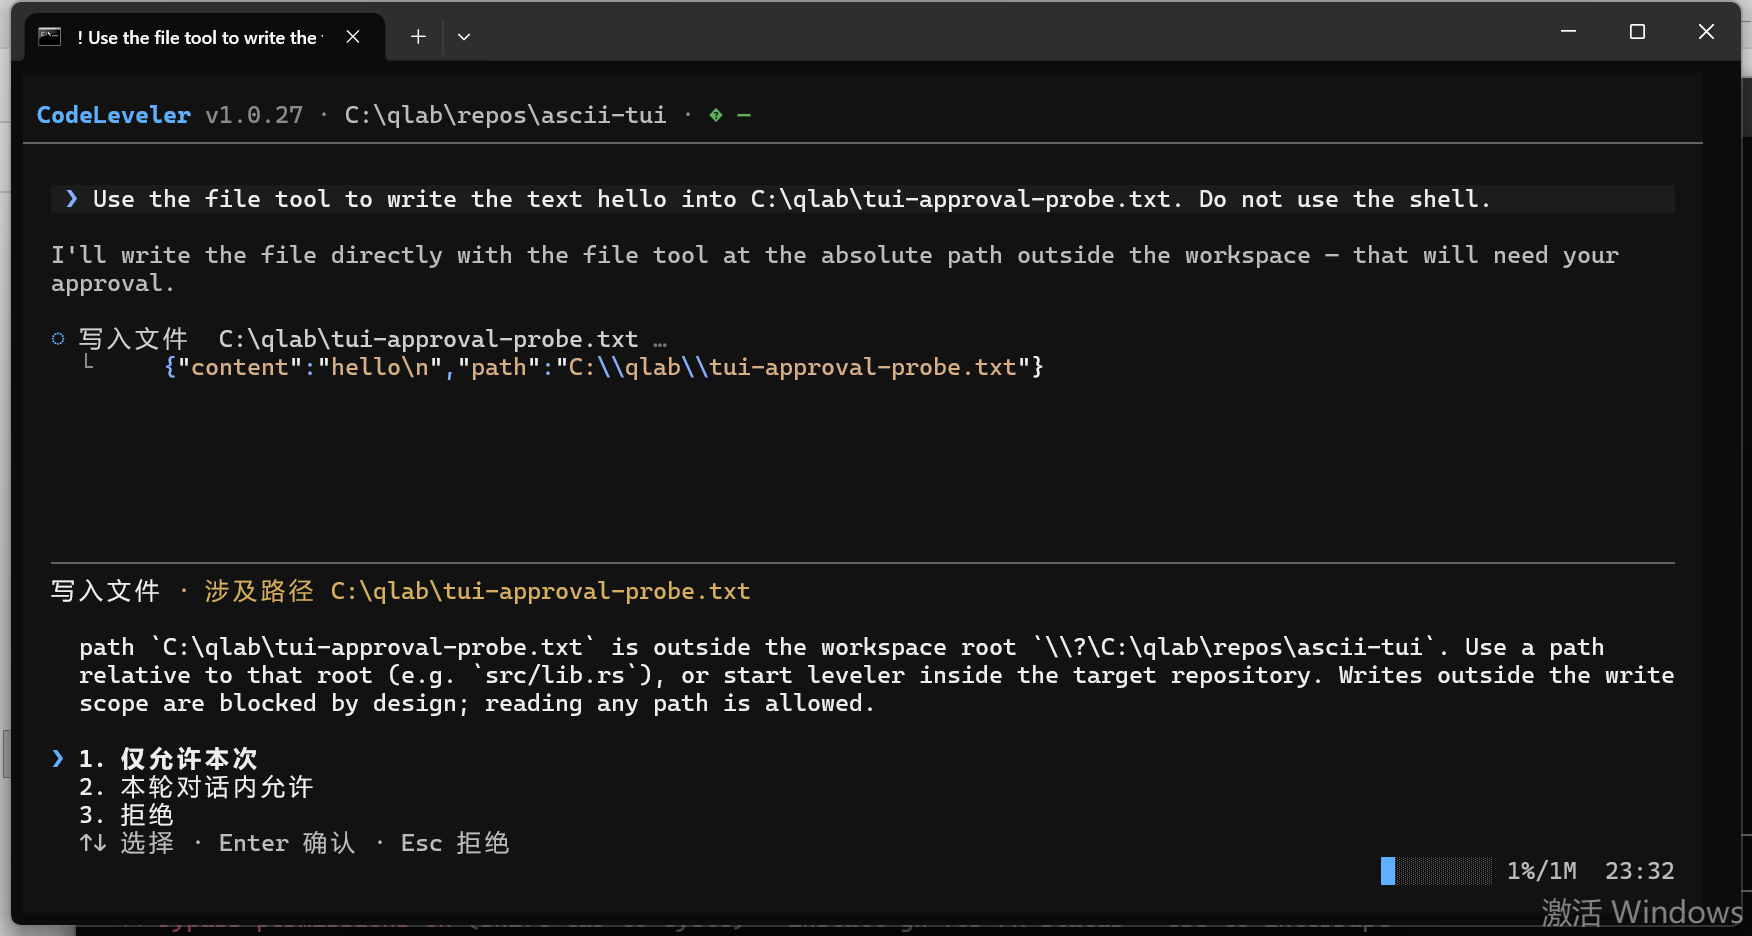 ! Use the file tool to write the
CodeLeveler v1.0.27 · C:\qlab\repos\ascii-tui · � —
❯ Use the file tool to write the text hello into C:\qlab\tui-approval-probe.txt. Do not use the shell.
I'll write the file directly with the file tool at the absolute path outside the workspace — that will need your
approval.
◌ 写入文件 C:\qlab\tui-approval-probe.txt …
└ {"content":"hello\n","path":"C:\\qlab\\tui-approval-probe.txt"}
写入文件 · 涉及路径 C:\qlab\tui-approval-probe.txt
path `C:\qlab\tui-approval-probe.txt` is outside the workspace root `\\?\C:\qlab\repos\ascii-tui`. Use a path
relative to that root (e.g. `src/lib.rs`), or start leveler inside the target repository. Writes outside the write
scope are blocked by design; reading any path is allowed.
❯ 1. 仅允许本次
2. 本轮对话内允许
3. 拒绝
↑↓ 选择 · Enter 确认 · Esc 拒绝
1%/1M 23:32
激活 Windows